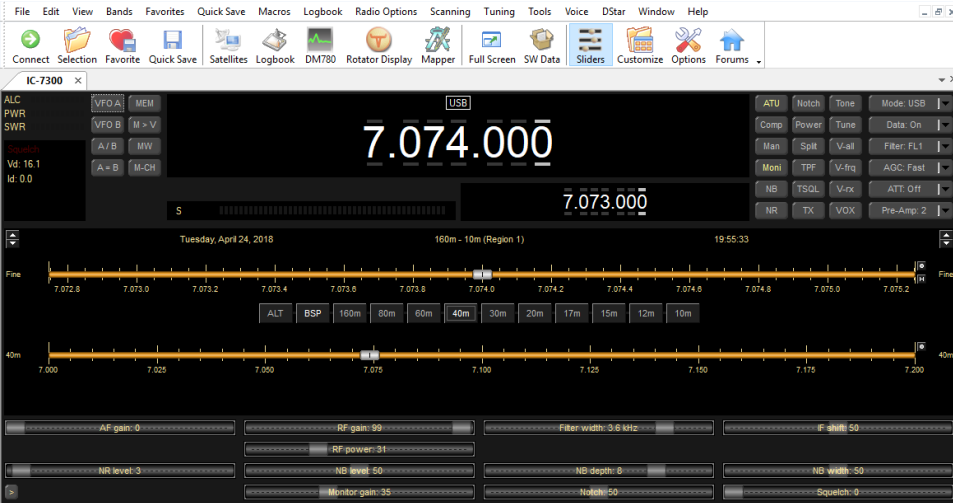 File Edit View Bands Favorites Quick Save Macros Logbook Radio Options Scanning Tuning Tools Voice DStar Window Help
Connect Selection Favorite Quick Save Satellites Logbook DM780 Rotator Display Mapper Full Screen SW Data Sliders Customize Options Forums
IC-7300
ALC
PWR
SWR
Squelch
Vd: 16.1
Id: 0.0
VFO A MEM
VFO B M > V
A / B MW
A = B M-CH
USB
7.074.000
7.073.000
S
ATU Notch Tone Mode: USB
Comp Power Tune Data: On
Man Split V-all Filter: FL1
Moni TPF V-frq AGC: Fast
NB TSQL V-rx ATT: Off
NR TX VOX Pre-Amp: 2
Tuesday, April 24, 2018 160m - 10m (Region 1) 19:55:33
Fine Fine
7.072.8 7.073.0 7.073.2 7.073.4 7.073.6 7.073.8 7.074.0 7.074.2 7.074.4 7.074.6 7.074.8 7.075.0 7.075.2
ALT BSP 160m 80m 60m 40m 30m 20m 17m 15m 12m 10m
40m 40m
7.000 7.025 7.050 7.075 7.100 7.125 7.150 7.175 7.200
AF gain: 0 RF gain: 99 Filter width: 3.6 kHz IF shift: 50
RF power: 31
NR level: 3 NB level: 50 NB depth: 8 NB width: 50
> Monitor gain: 35 Notch: 50 Squelch: 0